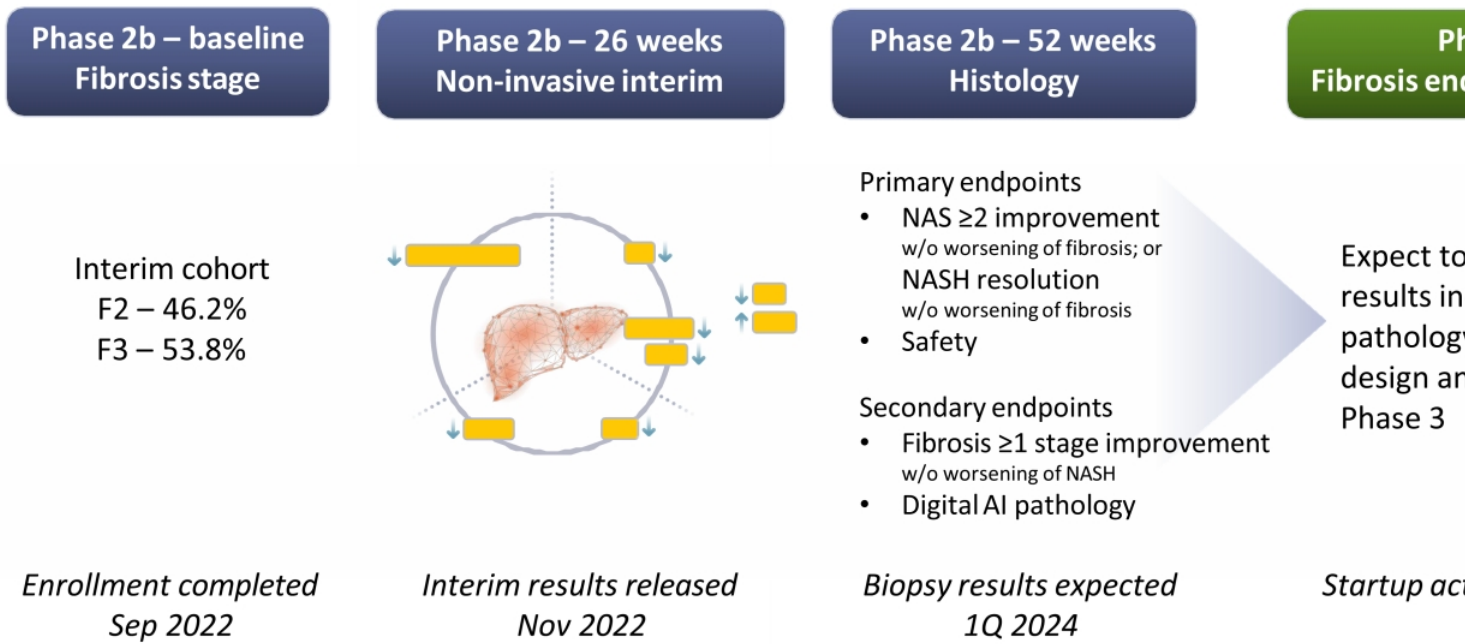 Phase 2b – baseline
Fibrosis stage
Interim cohort
F2 – 46.2%
F3 – 53.8%
Enrollment completed
Sep 2022
Phase 2b – 26 weeks
Non-invasive interim
Interim results released
Nov 2022
Phase 2b – 52 weeks
Histology
Primary endpoints
• NAS ≥2 improvement
w/o worsening of fibrosis; or
NASH resolution
w/o worsening of fibrosis
• Safety
Secondary endpoints
• Fibrosis ≥1 stage improvement
w/o worsening of NASH
• Digital AI pathology
Biopsy results expected
1Q 2024
Fibrosis
Expect to
results in
pathology
design
Phase 3
Startup